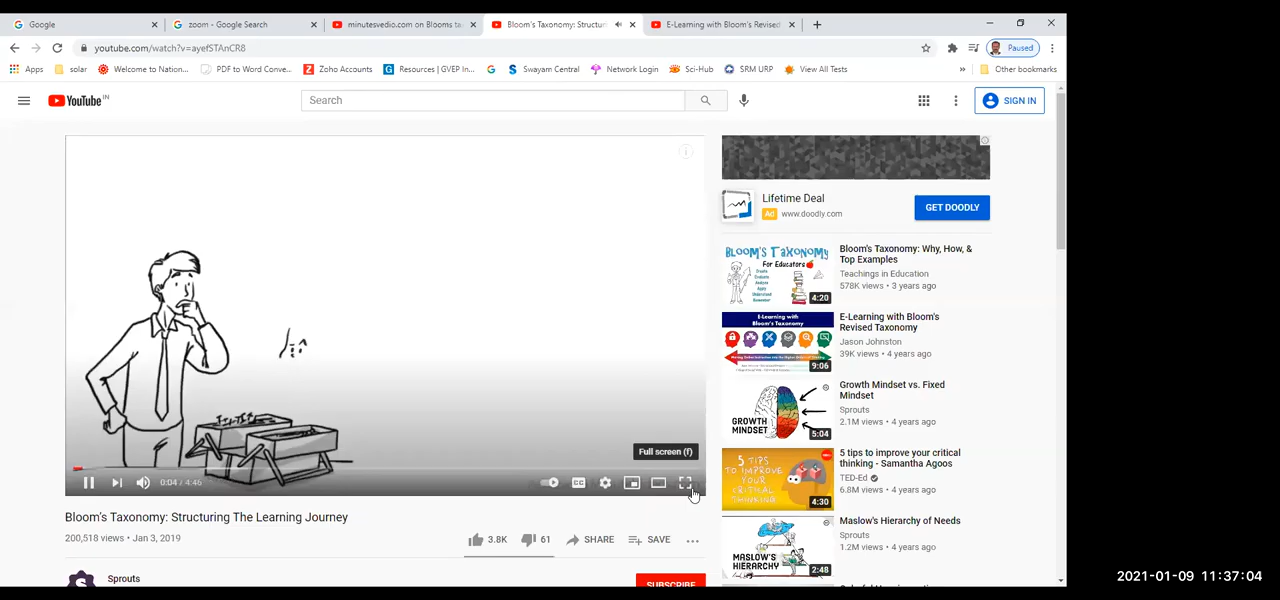 Google
zoom - Google Search
minutesvedio.com on Blooms ta
Bloom's Taxonomy: Structur
E-Learning with Bloom's Revised
youtube.com/watch?v=ayefSTAnCR8
Paused
Apps
solar
Welcome to Nation...
PDF to Word Conve...
Zoho Accounts
Resources | GVEP In...
Swayam Central
Network Login
Sci-Hub
SRM URP
View All Tests
»
Other bookmarks
YouTube IN
Search
SIGN IN
Lifetime Deal
Ad www.doodly.com
GET DOODLY
BLOOM'S TAXONOMY
For Educators
Create
Evaluate
Analyze
Apply
Understand
Remember
4:20
Bloom's Taxonomy: Why, How, &
Top Examples
Teachings in Education
578K views • 3 years ago
E-Learning with
Bloom's Taxonomy
9:06
E-Learning with Bloom's
Revised Taxonomy
Jason Johnston
39K views • 4 years ago
GROWTH
MINDSET
5:04
Growth Mindset vs. Fixed
Mindset
Sprouts
2.1M views • 4 years ago
5 TIPS
TO IMPROVE
YOUR
CRITICAL
THINKING
4:30
5 tips to improve your critical
thinking - Samantha Agoos
TED-Ed
6.8M views • 4 years ago
MASLOW'S
HIERARCHY
2:48
Maslow's Hierarchy of Needs
Sprouts
1.2M views • 4 years ago
Full screen (f)
0:04 / 4:46
CC
Bloom's Taxonomy: Structuring The Learning Journey
200,518 views • Jan 3, 2019
3.8K
61
SHARE
SAVE
Sprouts
SUBSCRIBE
2021-01-09 11:37:04